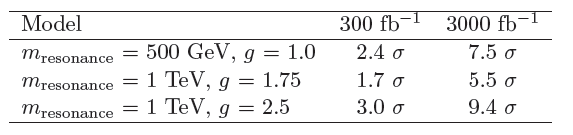 Model 300 fb⁻¹ 3000 fb⁻¹
m_resonance = 500 GeV, g = 1.0 2.4 σ 7.5 σ
m_resonance = 1 TeV, g = 1.75 1.7 σ 5.5 σ
m_resonance = 1 TeV, g = 2.5 3.0 σ 9.4 σ